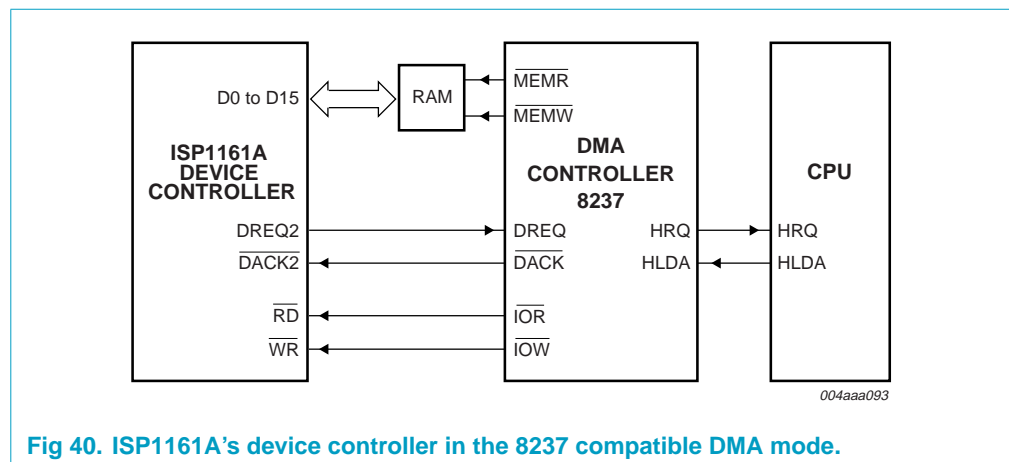 D0 to D15
RAM
MEMR
MEMW
ISP1161A
DEVICE
CONTROLLER
DMA
CONTROLLER
8237
CPU
DREQ2
DREQ
HRQ
HRQ
DACK2
DACK
HLDA
HLDA
RD
IOR
WR
IOW
004aaa093
Fig 40. ISP1161A’s device controller in the 8237 compatible DMA mode.